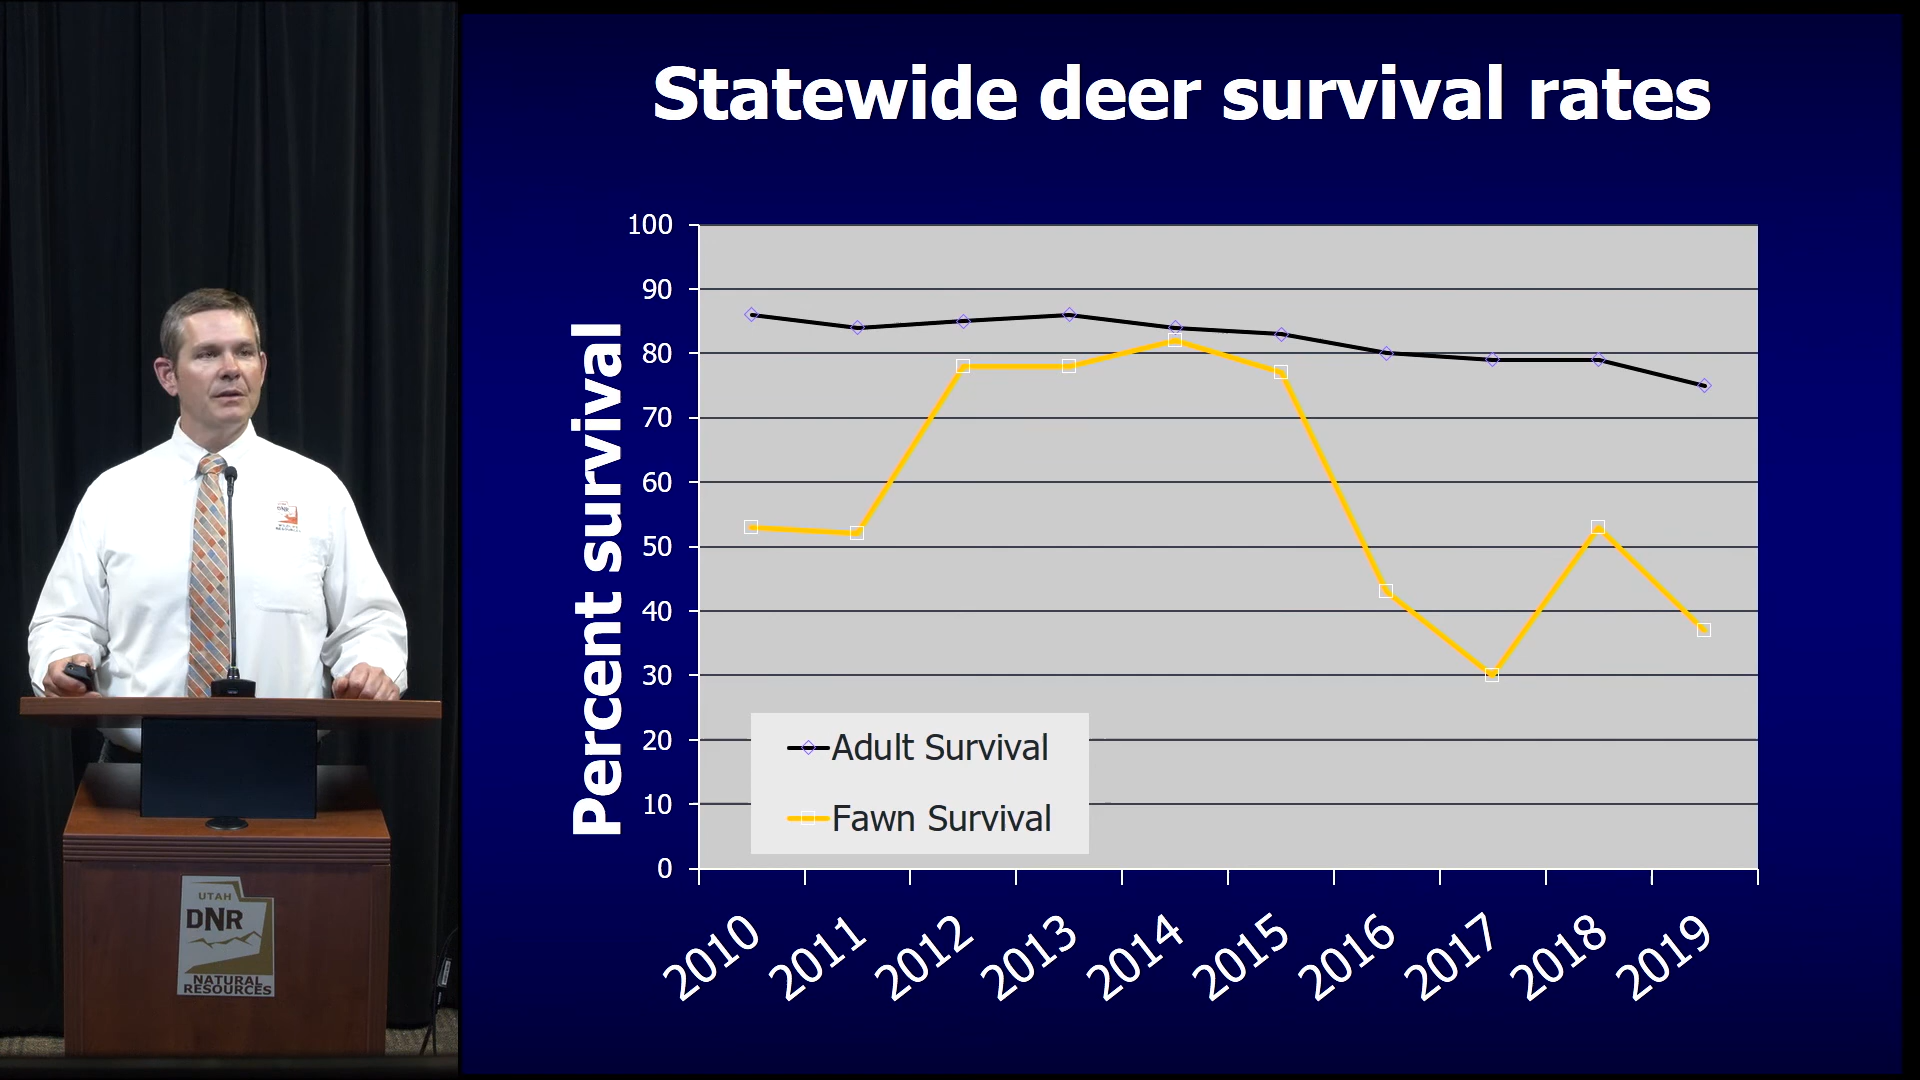 Statewide deer survival rates
Percent survival
100
90
80
70
60
50
40
30
20
10
0
Adult Survival
Fawn Survival
2010
2011
2012
2013
2014
2015
2016
2017
2018
2019
DNR
UTAH
DNR
NATURAL
RESOURCES